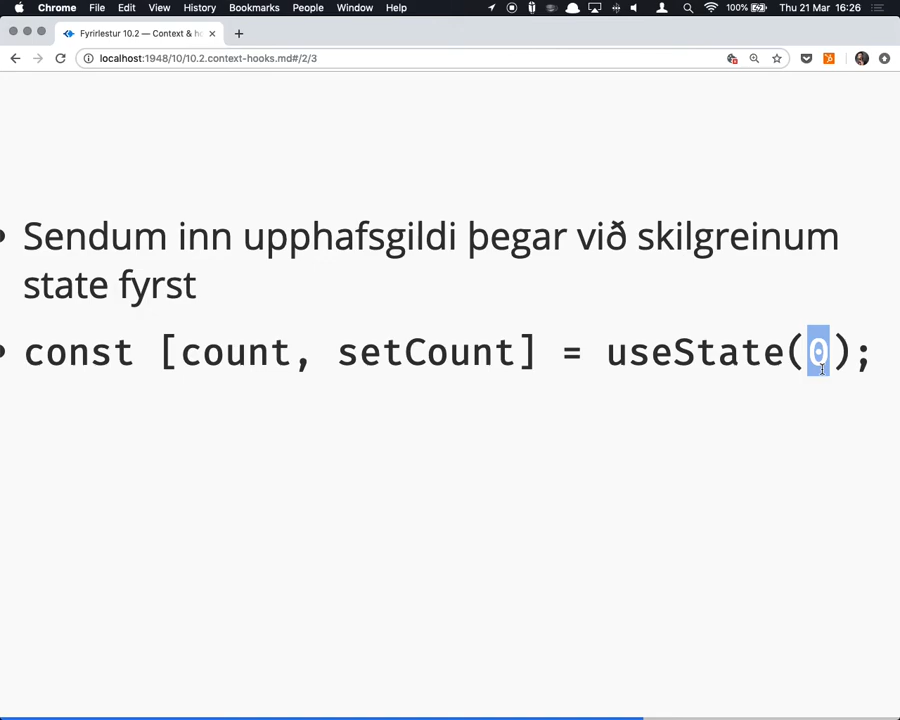 Chrome File Edit View History Bookmarks People Window Help 100% Thu 21 Mar 16:26
Fyrirlestur 10.2 — Context & h
localhost:1948/10/10.2.context-hooks.md#/2/3
• Sendum inn upphafsgildi þegar við skilgreinum
state fyrst
• const [count, setCount] = useState(0);